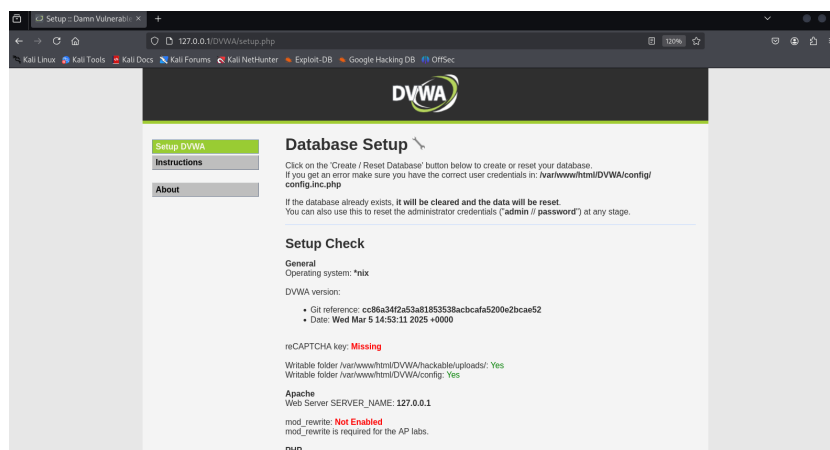 Setup :: Damn Vulnerable
127.0.0.1/DVWA/setup.php
120%
Kali Linux Kali Tools Kali Docs Kali Forums Kali NetHunter Exploit-DB Google Hacking DB OffSec
DVWA
Setup DVWA
Instructions
About
Database Setup
Click on the 'Create / Reset Database' button below to create or reset your database.
If you get an error make sure you have the correct user credentials in: /var/www/html/DVWA/config/
config.inc.php
If the database already exists, it will be cleared and the data will be reset.
You can also use this to reset the administrator credentials ("admin // password") at any stage.
Setup Check
General
Operating system: *nix
DVWA version:
• Git reference: cc86a34f2a53a81853538acbcafa5200e2bcae52
• Date: Wed Mar 5 14:53:11 2025 +0000
reCAPTCHA key: Missing
Writable folder /var/www/html/DVWA/hackable/uploads/: Yes
Writable folder /var/www/html/DVWA/config: Yes
Apache
Web Server SERVER_NAME: 127.0.0.1
mod_rewrite: Not Enabled
mod_rewrite is required for the AP labs.
PHP